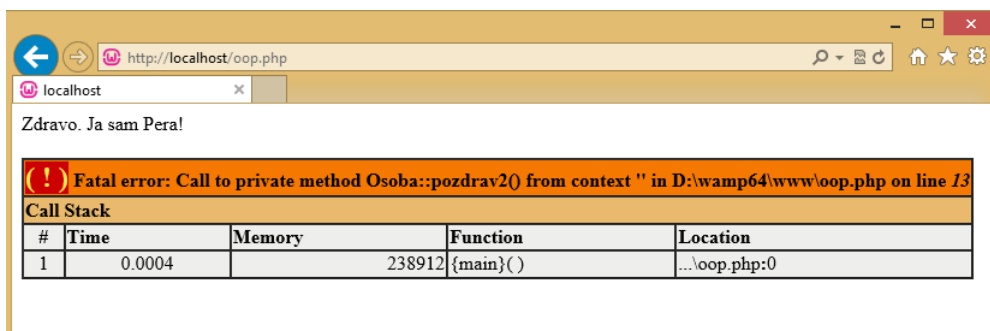 http://localhost/oop.php
localhost
Zdravo. Ja sam Pera!
( ! ) Fatal error: Call to private method Osoba::pozdrav2() from context '' in D:\wamp64\www\oop.php on line 13
Call Stack
# Time Memory Function Location
1 0.0004 238912 {main}( ) ...\oop.php:0